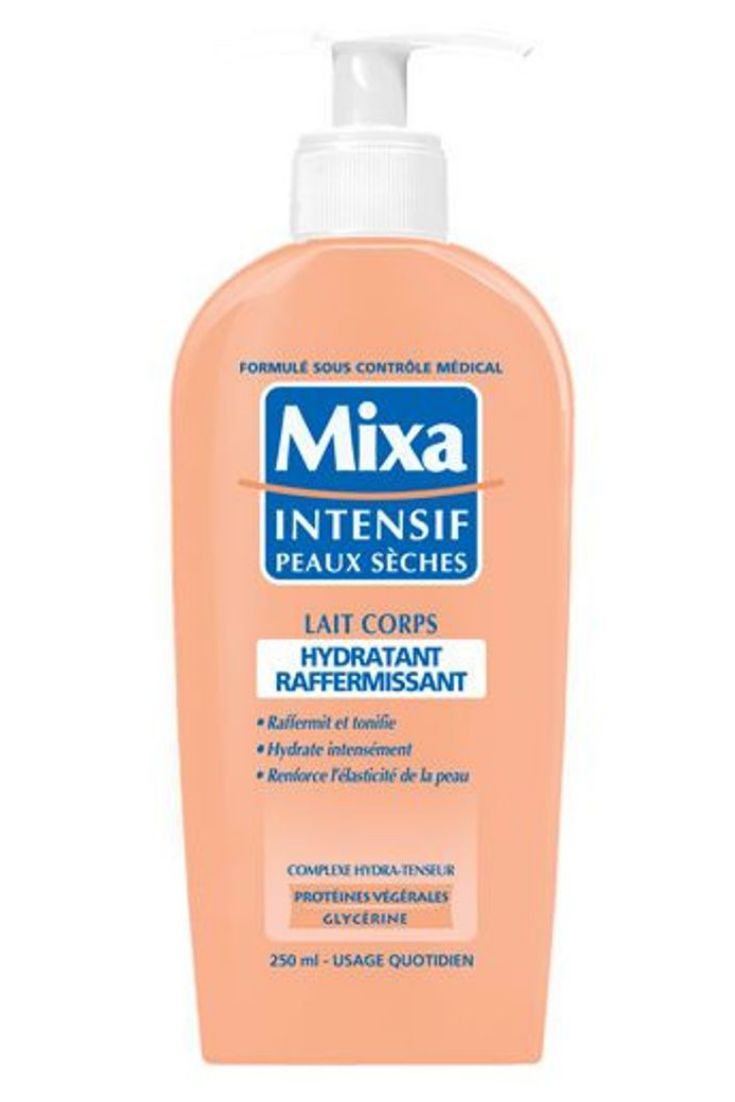 FORMULÉ SOUS CONTRÔLE MÉDICAL
Mixa
INTENSIF
PEAUX SÈCHES
LAIT CORPS
HYDRATANT
RAFFERMISSANT
• Raffermit et tonifie
• Hydrate intensément
• Renforce l'élasticité de la peau
COMPLEXE HYDRA-TENSEUR
PROTÉINES VÉGÉRALES
GLYCÉRINE
250 ml - USAGE QUOTIDIEN